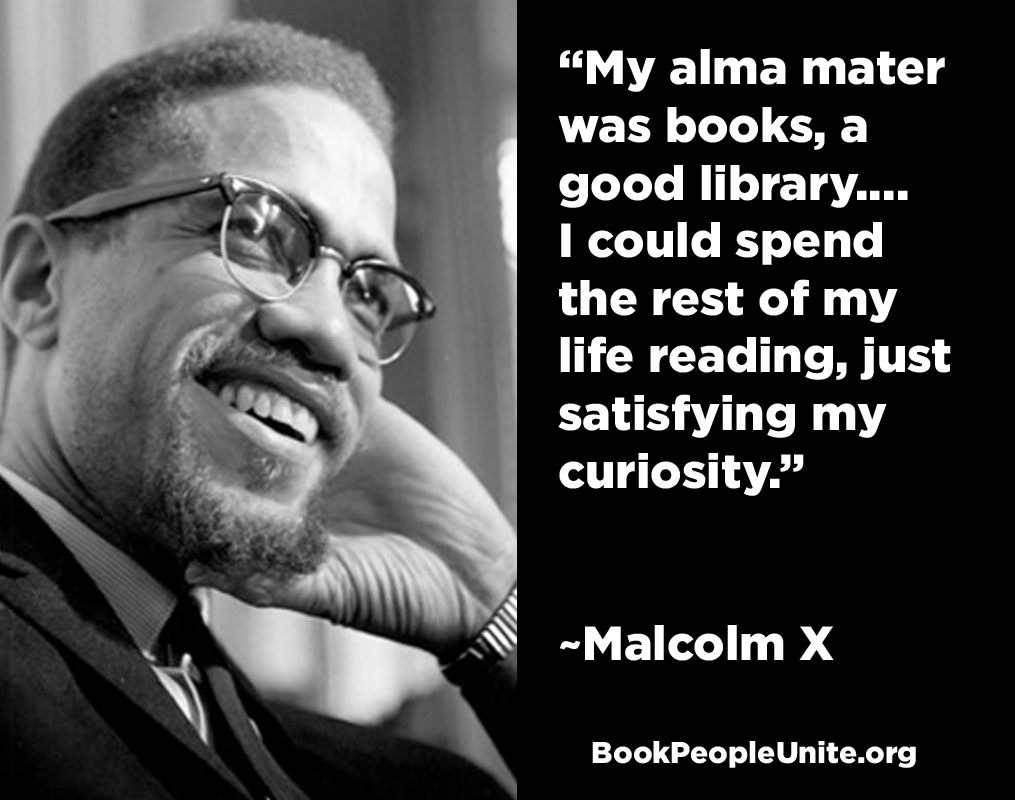 “My alma mater
was books, a
good library....
I could spend
the rest of my
life reading, just
satisfying my
curiosity.”
~Malcolm X
BookPeopleUnite.org